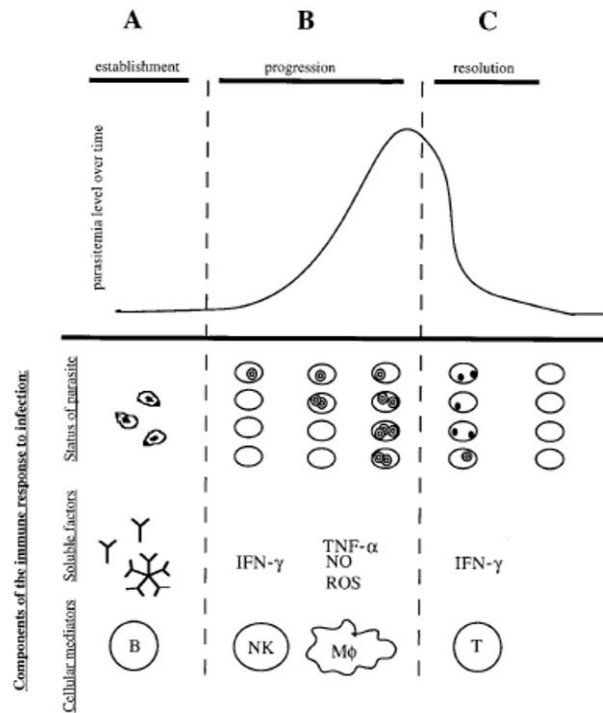 A
B
C
establishment
progression
resolution
parasitemia level over time
Components of the immune response to infection:
Status of parasite
Soluble factors
IFN-γ
TNF-α
NO
ROS
IFN-γ
Cellular mediators
B
NK
Mϕ
T